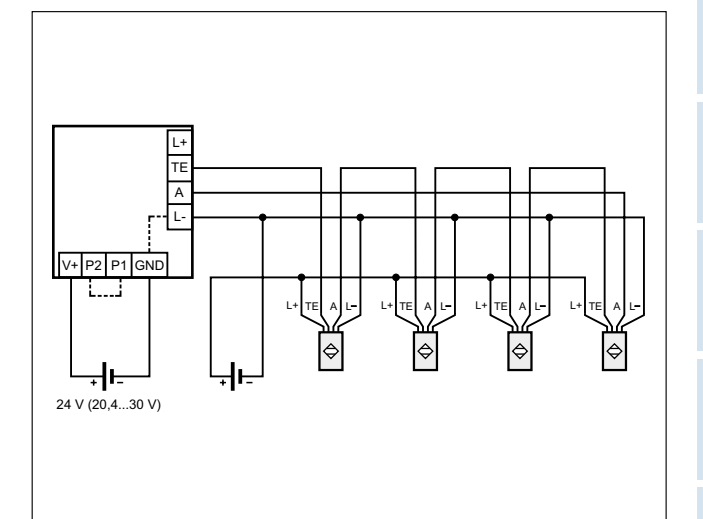 L+
TE
A
L-
V+ P2 P1 GND
L+ TE A L– L+ TE A L– L+ TE A L– L+ TE A L–
+ – + –
24 V (20,4...30 V)